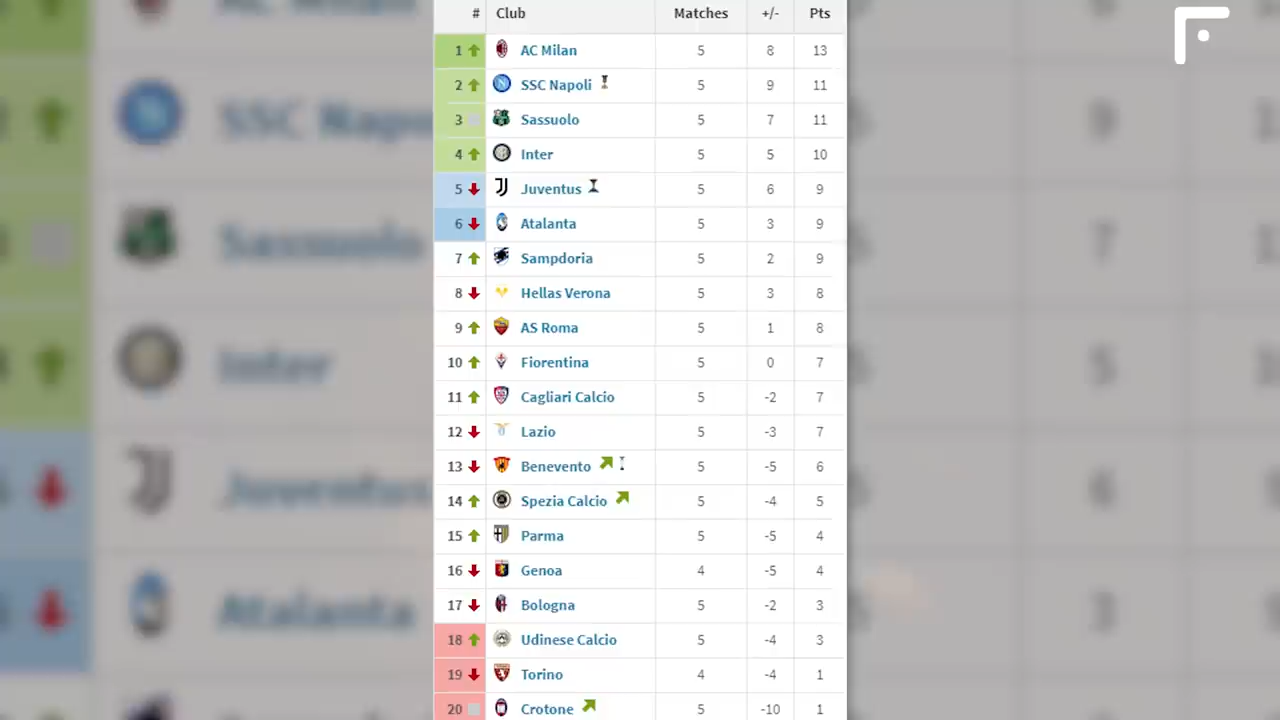 # Club Matches +/- Pts
1 AC Milan 5 8 13
2 SSC Napoli 5 9 11
3 Sassuolo 5 7 11
4 Inter 5 5 10
5 Juventus 5 6 9
6 Atalanta 5 3 9
7 Sampdoria 5 2 9
8 Hellas Verona 5 3 8
9 AS Roma 5 1 8
10 Fiorentina 5 0 7
11 Cagliari Calcio 5 -2 7
12 Lazio 5 -3 7
13 Benevento 5 -5 6
14 Spezia Calcio 5 -4 5
15 Parma 5 -5 4
16 Genoa 4 -5 4
17 Bologna 5 -2 3
18 Udinese Calcio 5 -4 3
19 Torino 4 -4 1
20 Crotone 5 -10 1